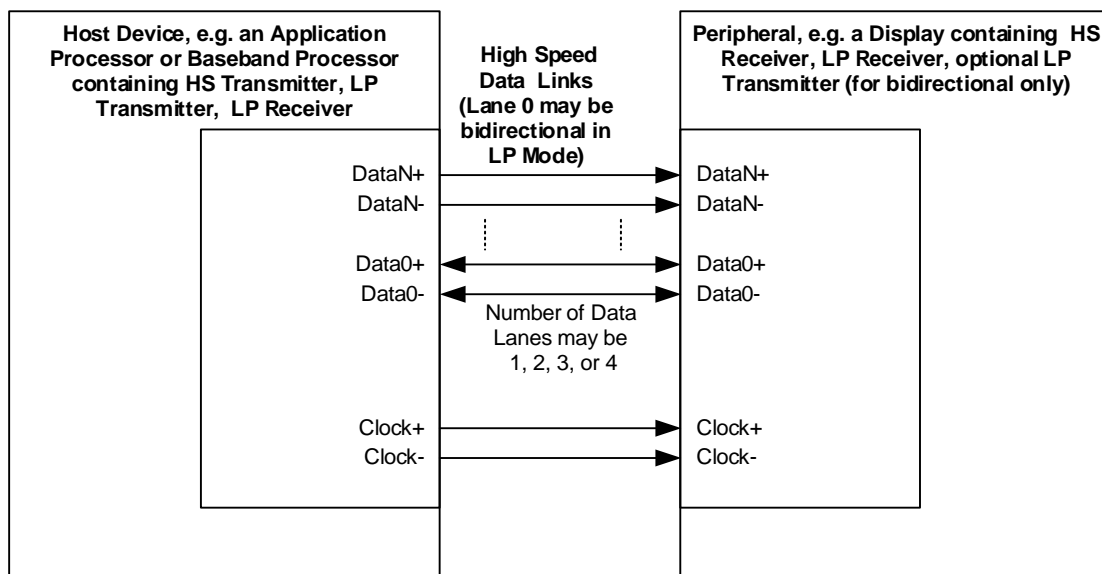 Host Device, e.g. an Application
Processor or Baseband Processor
containing HS Transmitter, LP
Transmitter, LP Receiver
High Speed
Data Links
(Lane 0 may be
bidirectional in
LP Mode)
Peripheral, e.g. a Display containing HS
Receiver, LP Receiver, optional LP
Transmitter (for bidirectional only)
DataN+
DataN-
Data0+
Data0-
Clock+
Clock-
Number of Data
Lanes may be
1, 2, 3, or 4
DataN+
DataN-
Data0+
Data0-
Clock+
Clock-